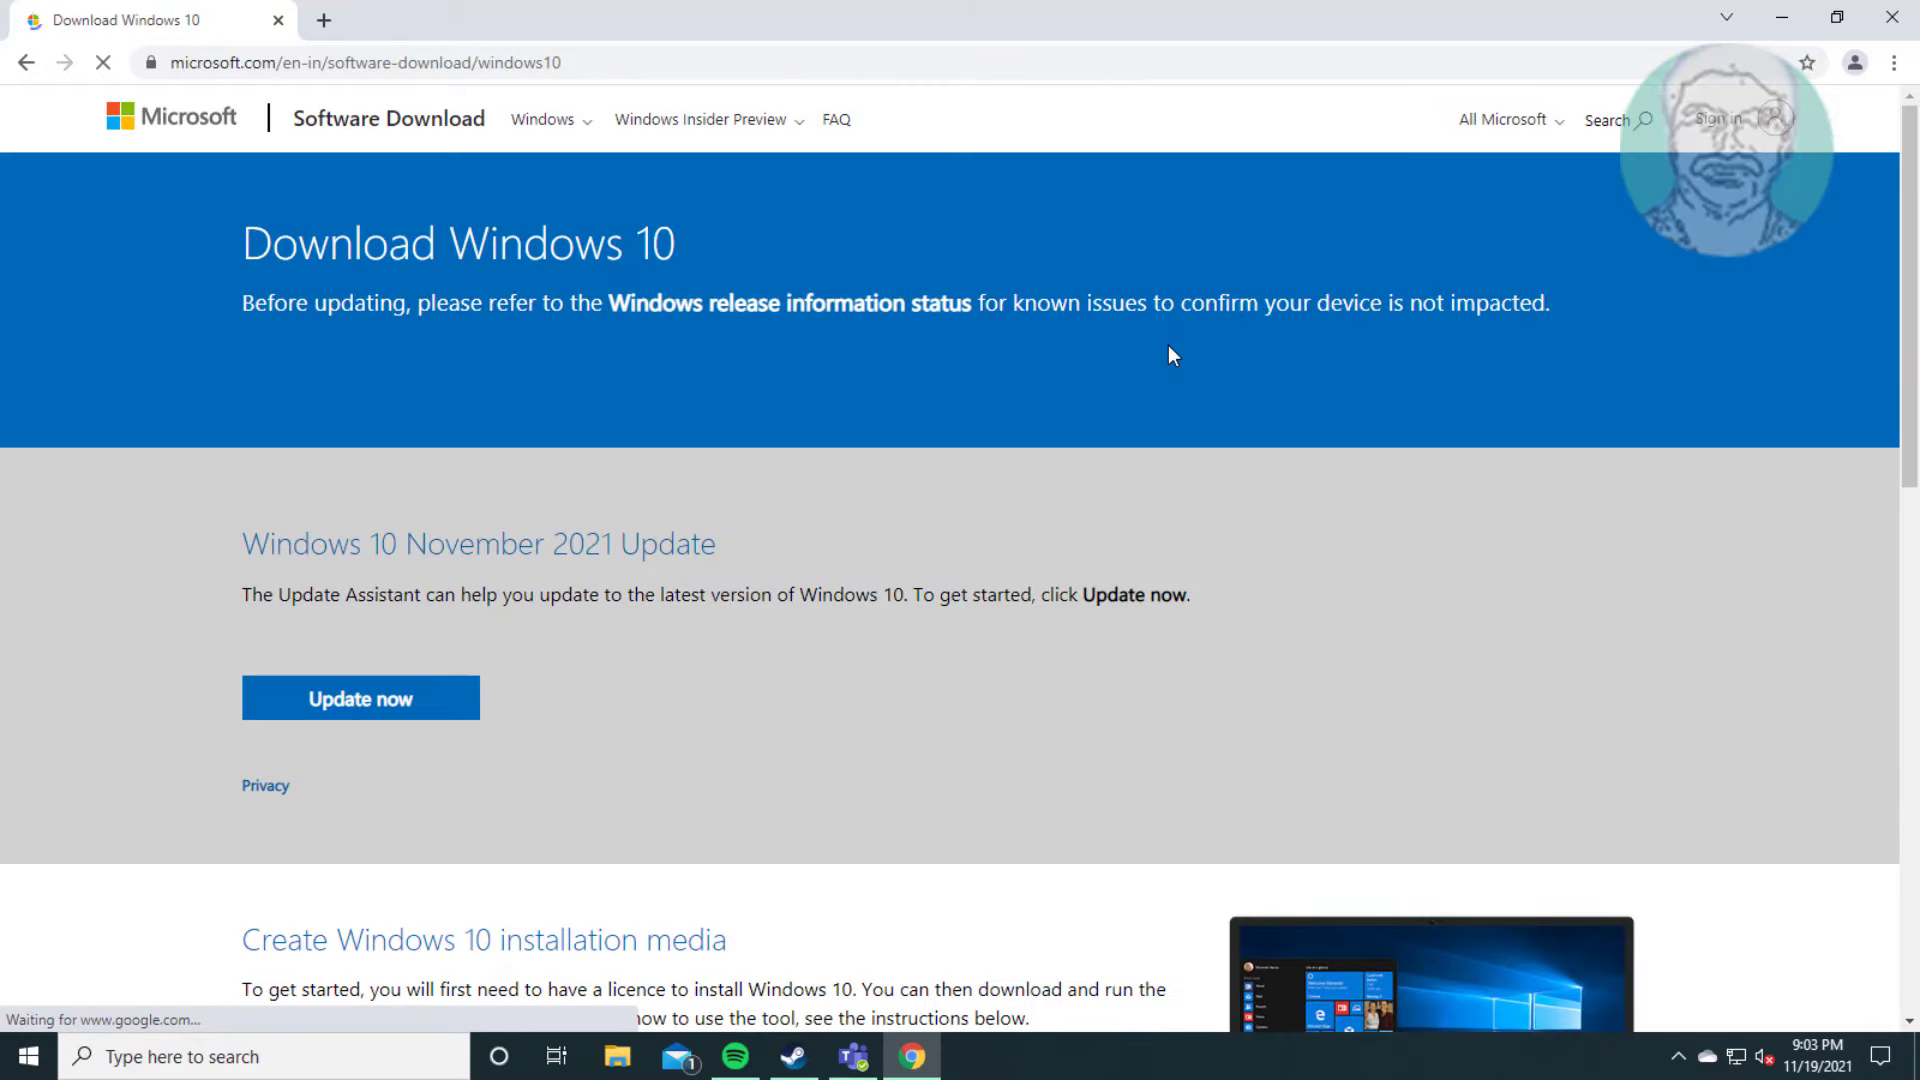 Download Windows 10
microsoft.com/en-in/software-download/windows10
Microsoft
Software Download
Windows
Windows Insider Preview
FAQ
All Microsoft
Search
Sign in
Download Windows 10
Before updating, please refer to the Windows release information status for known issues to confirm your device is not impacted.
Windows 10 November 2021 Update
The Update Assistant can help you update to the latest version of Windows 10. To get started, click Update now.
Update now
Privacy
Create Windows 10 installation media
To get started, you will first need to have a licence to install Windows 10. You can then download and run the
how to use the tool, see the instructions below.
Waiting for www.google.com...
Type here to search
1
9:03 PM
11/19/2021